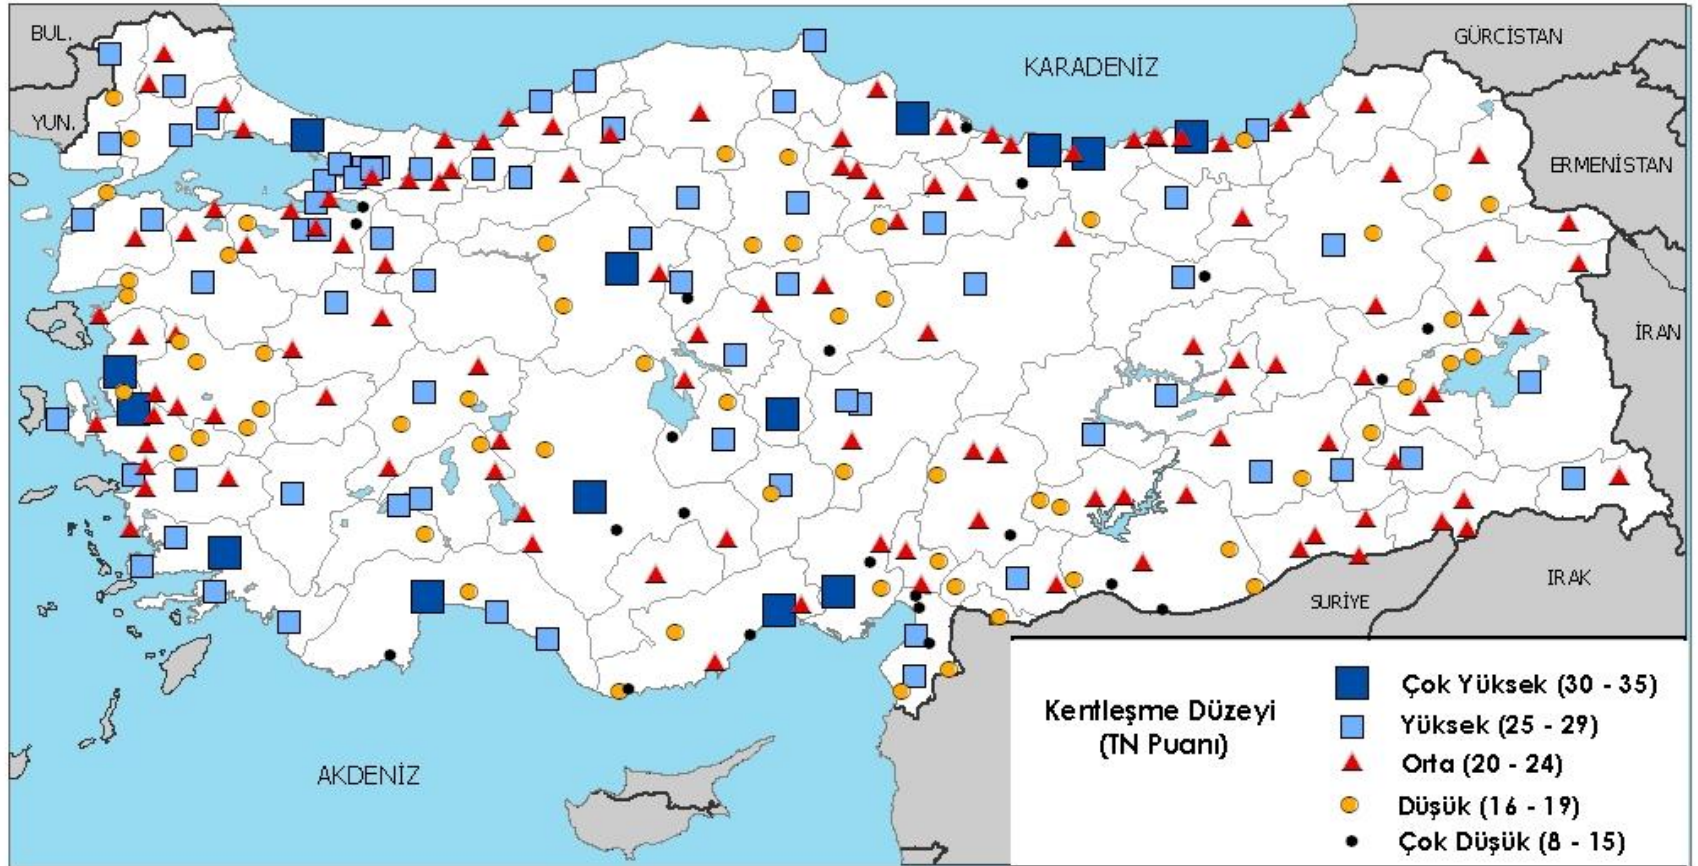 BUL.
YUN.
KARADENİZ
GÜRCİSTAN
ERMENİSTAN
İRAN
IRAK
SURİYE
AKDENİZ
Kentleşme Düzeyi
(TN Puanı)
Çok Yüksek (30 - 35)
Yüksek (25 - 29)
Orta (20 - 24)
Düşük (16 - 19)
Çok Düşük (8 - 15)